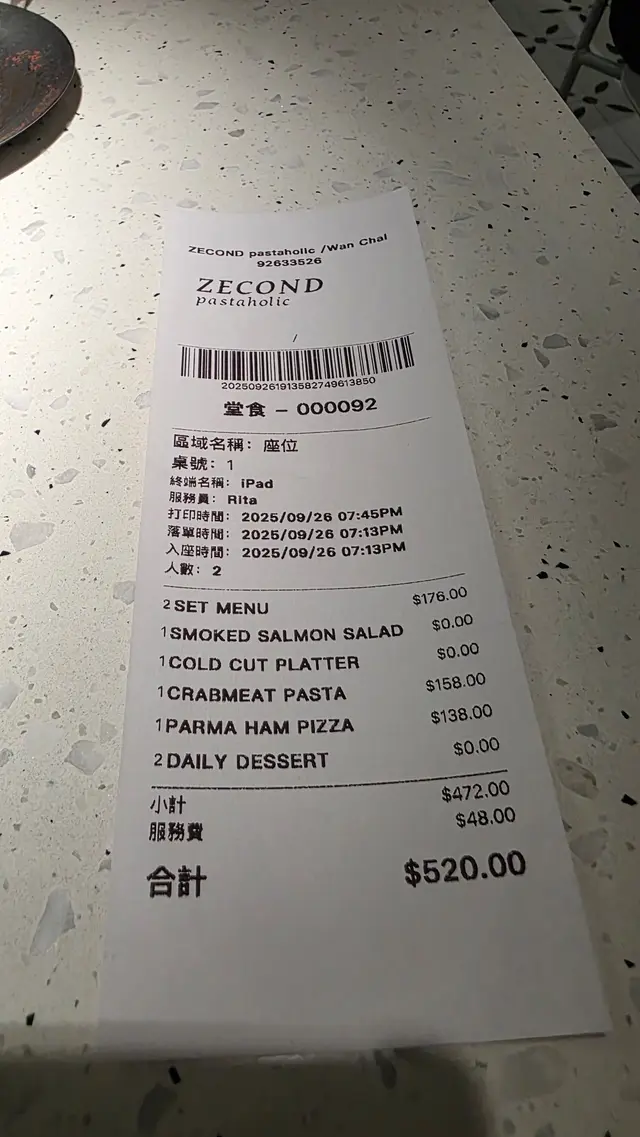 ZECOND pastaholic /Wan Chai
92633526
ZECOND
pastaholic
/
2025092619135827496​13850
堂食 - 000092
區域名稱: 座位
桌號: 1
終端名稱: iPad
服務員: Rita
打印時間: 2025/09/26 07:45PM
落單時間: 2025/09/26 07:13PM
入座時間: 2025/09/26 07:13PM
人數: 2
2 SET MENU $176.00
1 SMOKED SALMON SALAD $0.00
1 COLD CUT PLATTER $0.00
1 CRABMEAT PASTA $158.00
1 PARMA HAM PIZZA $138.00
2 DAILY DESSERT $0.00
小計 $472.00
服務費 $48.00
合計 $520.00